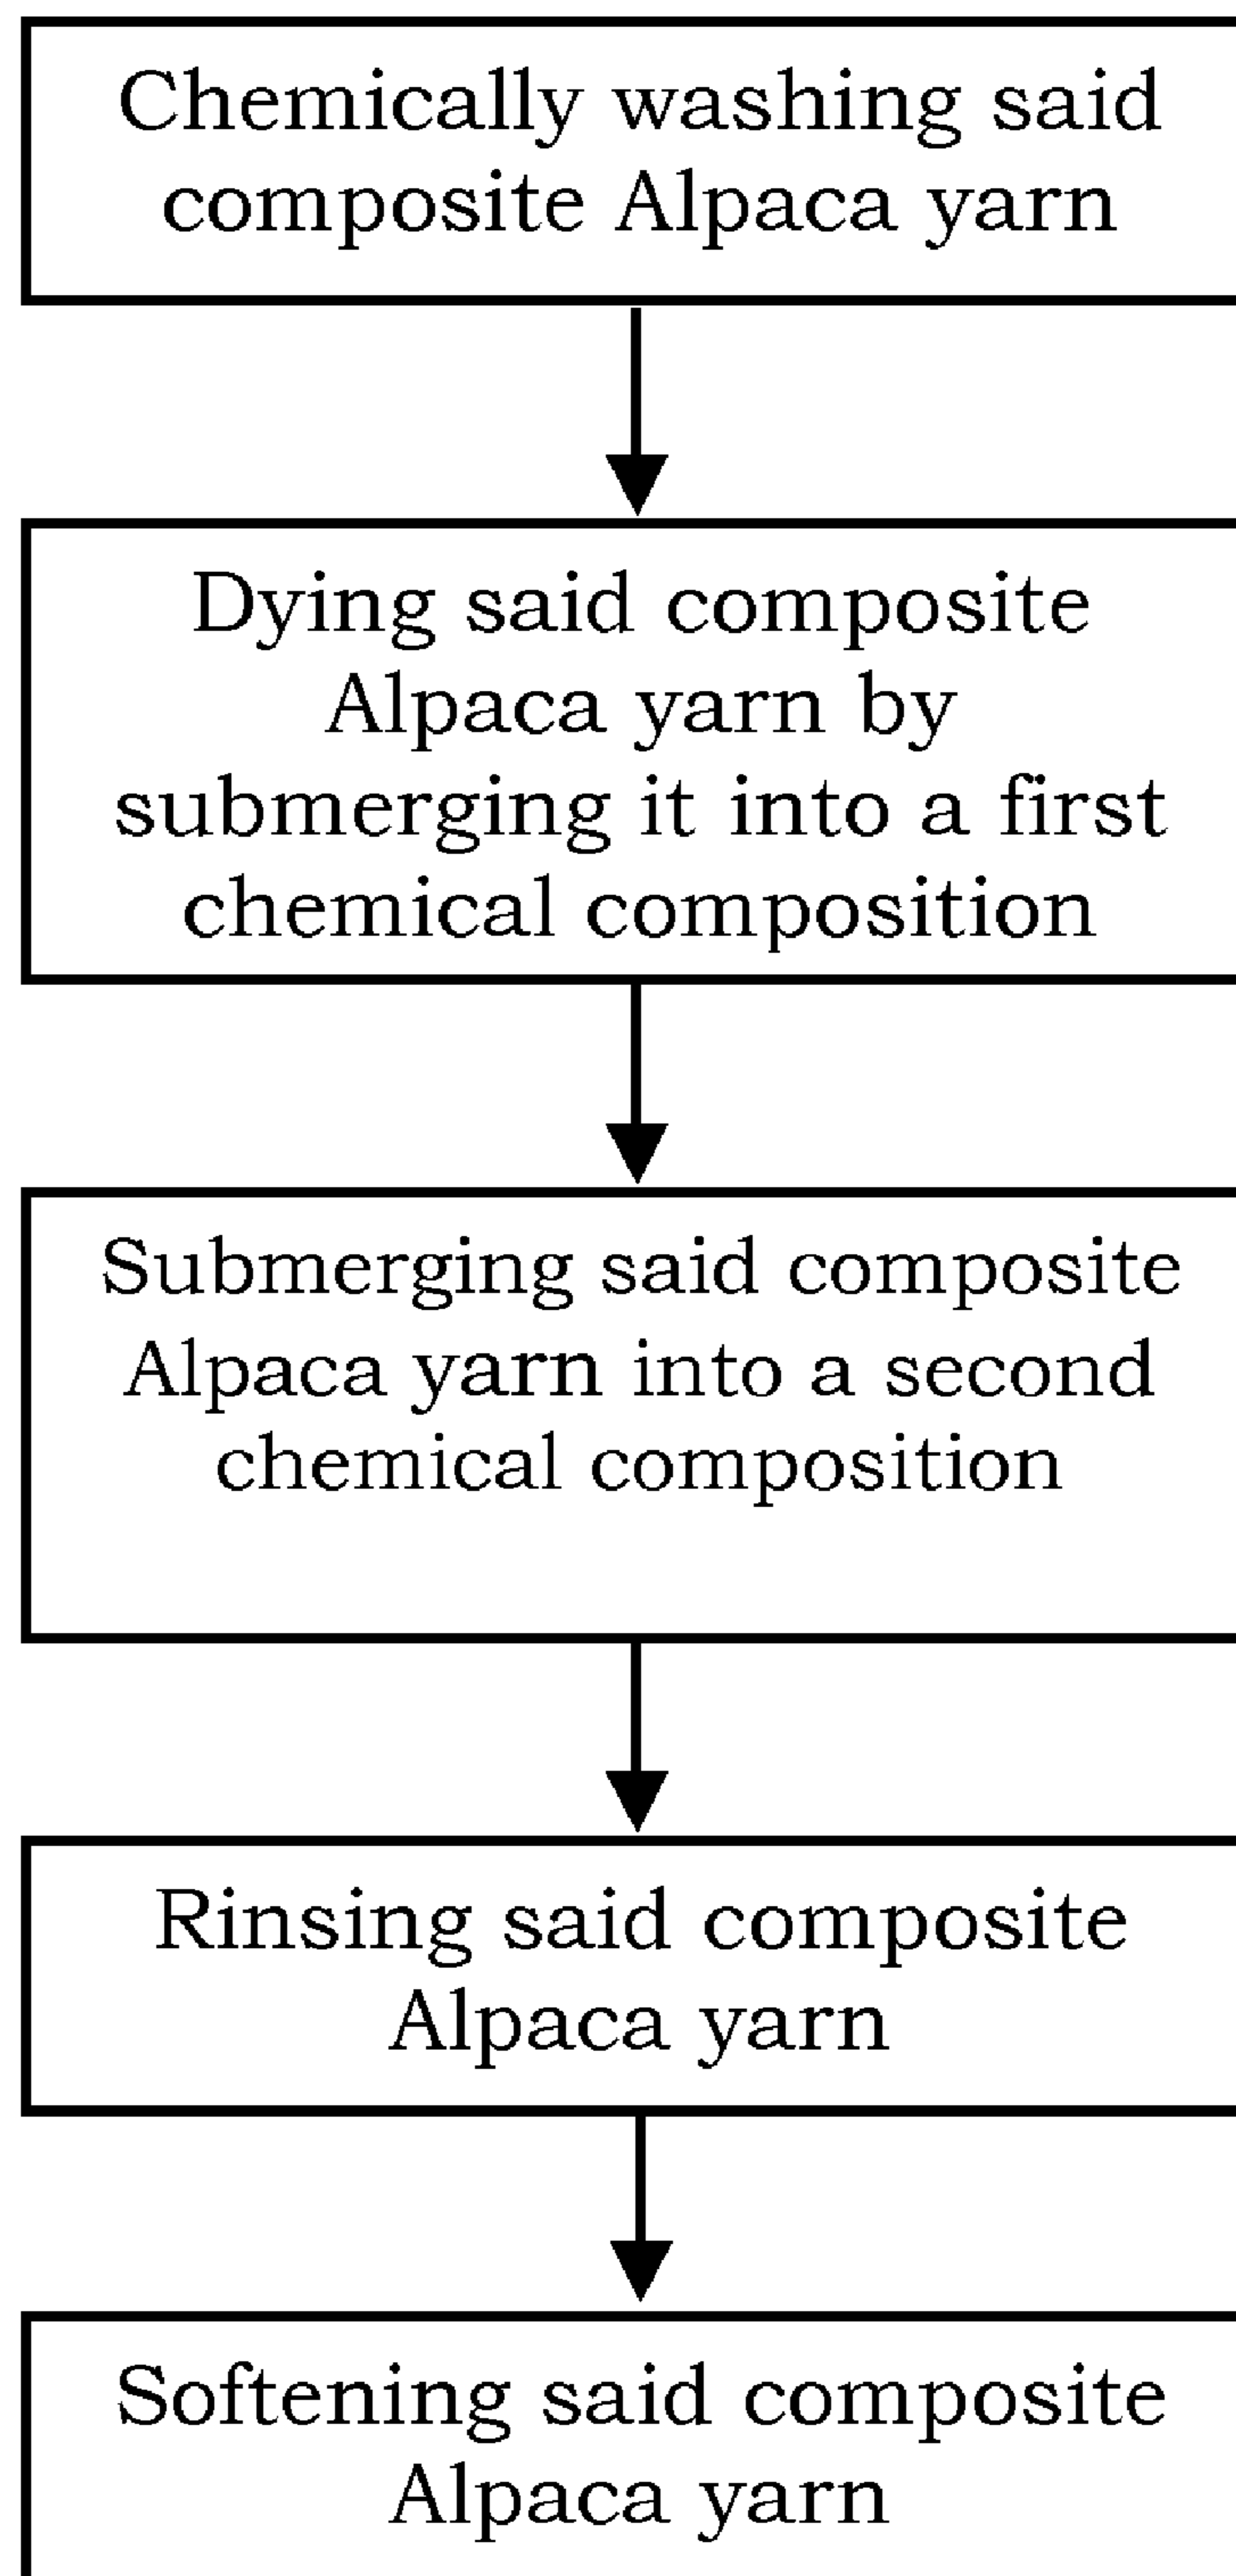 Chemically washing said
composite Alpaca yarn
Dying said composite
Alpaca yarn by
submerging it into a first
chemical composition
Submerging said composite
Alpaca yarn into a second
chemical composition
Rinsing said composite
Alpaca yarn
Softening said composite
Alpaca yarn